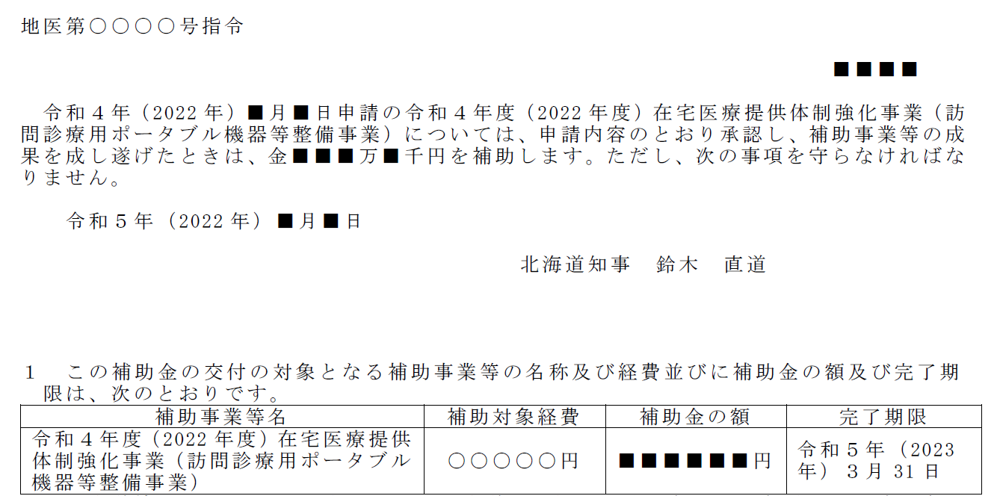 地医第○○○○号指令
■■■■
令和４年（2022 年）■月■日申請の令和４年度（2022 年度）在宅医療提供体制強化事業（訪
問診療用ポータブル機器等整備事業）については、申請内容のとおり承認し、補助事業等の成
果を成し遂げたときは、金■■■万■千円を補助します。ただし、次の事項を守らなければな
りません。
令和５年（2022 年）■月■日
北海道知事　鈴木　直道
１　この補助金の交付の対象となる補助事業等の名称及び経費並びに補助金の額及び完了期
限は、次のとおりです。
補助事業等名 補助対象経費 補助金の額 完了期限
令和４年度（2022 年度）在宅医療提供
体制強化事業（訪問診療用ポータブル
機器等整備事業）
○○○○○円
■■■■■■円
令和５年（2023
年）３月 31 日